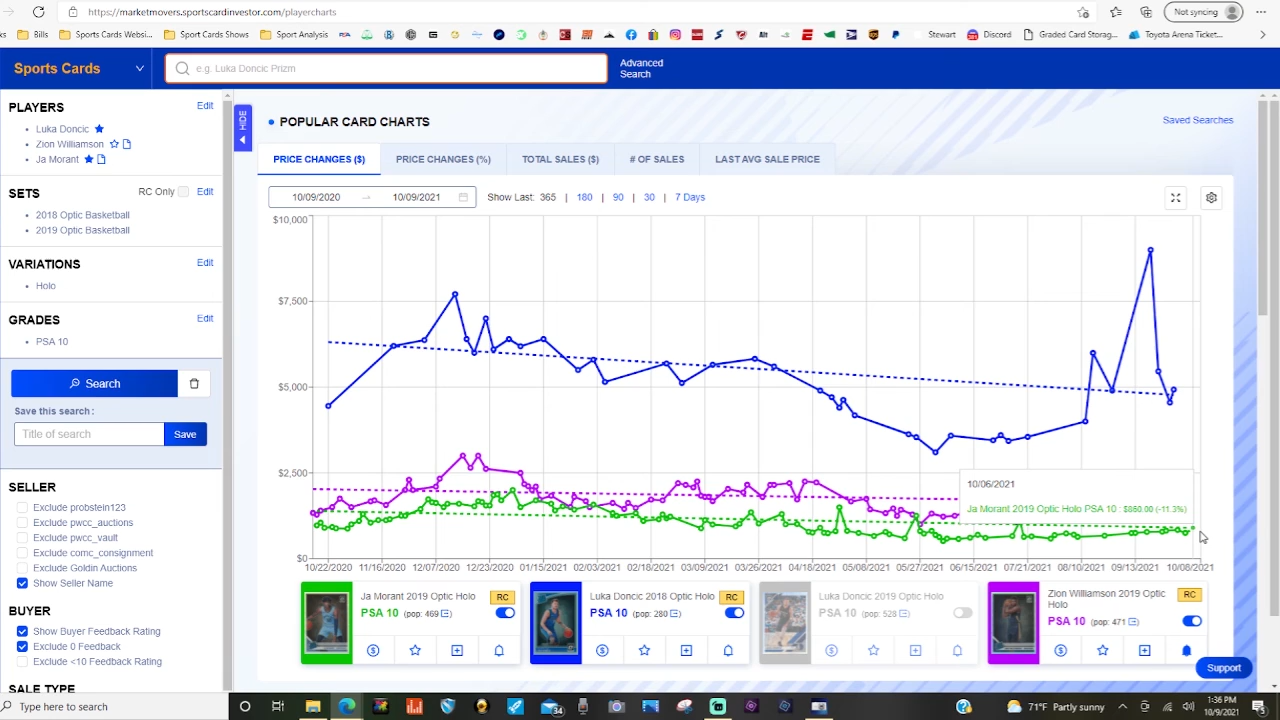 https://marketmovers.sportscardinvestor.com/playercharts
Not syncing
Bills
Sports Cards Websi...
Sports Cards Shows
Sport Analysis
Stewart
Discord
Graded Card Storag...
Toyota Arena Ticket...
Sports Cards
e.g. Luka Doncic Prizm
Advanced
Search
PLAYERS
Edit
Luka Doncic
Zion Williamson
Ja Morant
SETS
RC Only
Edit
2018 Optic Basketball
2019 Optic Basketball
VARIATIONS
Edit
Holo
GRADES
Edit
PSA 10
Search
Save this search :
Title of search
Save
SELLER
Exclude probstein123
Exclude pwcc_auctions
Exclude pwcc_vault
Exclude comc_consignment
Exclude Goldin Auctions
Show Seller Name
BUYER
Show Buyer Feedback Rating
Exclude 0 Feedback
Exclude <10 Feedback Rating
SALE TYPE
HIDE
POPULAR CARD CHARTS
Saved Searches
PRICE CHANGES ($)
PRICE CHANGES (%)
TOTAL SALES ($)
# OF SALES
LAST AVG SALE PRICE
10/09/2020
10/09/2021
Show Last: 365 | 180 | 90 | 30 | 7 Days
$10,000
$7,500
$5,000
$2,500
$0
10/06/2021
Ja Morant 2019 Optic Holo PSA 10 : $850.00 (-11.3%)
10/22/2020
11/16/2020
12/07/2020
12/23/2020
01/15/2021
02/03/2021
02/18/2021
03/09/2021
03/26/2021
04/18/2021
05/08/2021
05/27/2021
06/15/2021
07/21/2021
08/10/2021
09/13/2021
10/08/2021
Ja Morant 2019 Optic Holo
RC
PSA 10 (pop: 469)
Luka Doncic 2018 Optic Holo
RC
PSA 10 (pop: 280)
Luka Doncic 2019 Optic Holo
PSA 10 (pop: 528)
Zion Williamson 2019 Optic
Holo
RC
PSA 10 (pop: 471)
Support
Type here to search
34
71°F Partly sunny
1:36 PM
10/9/2021